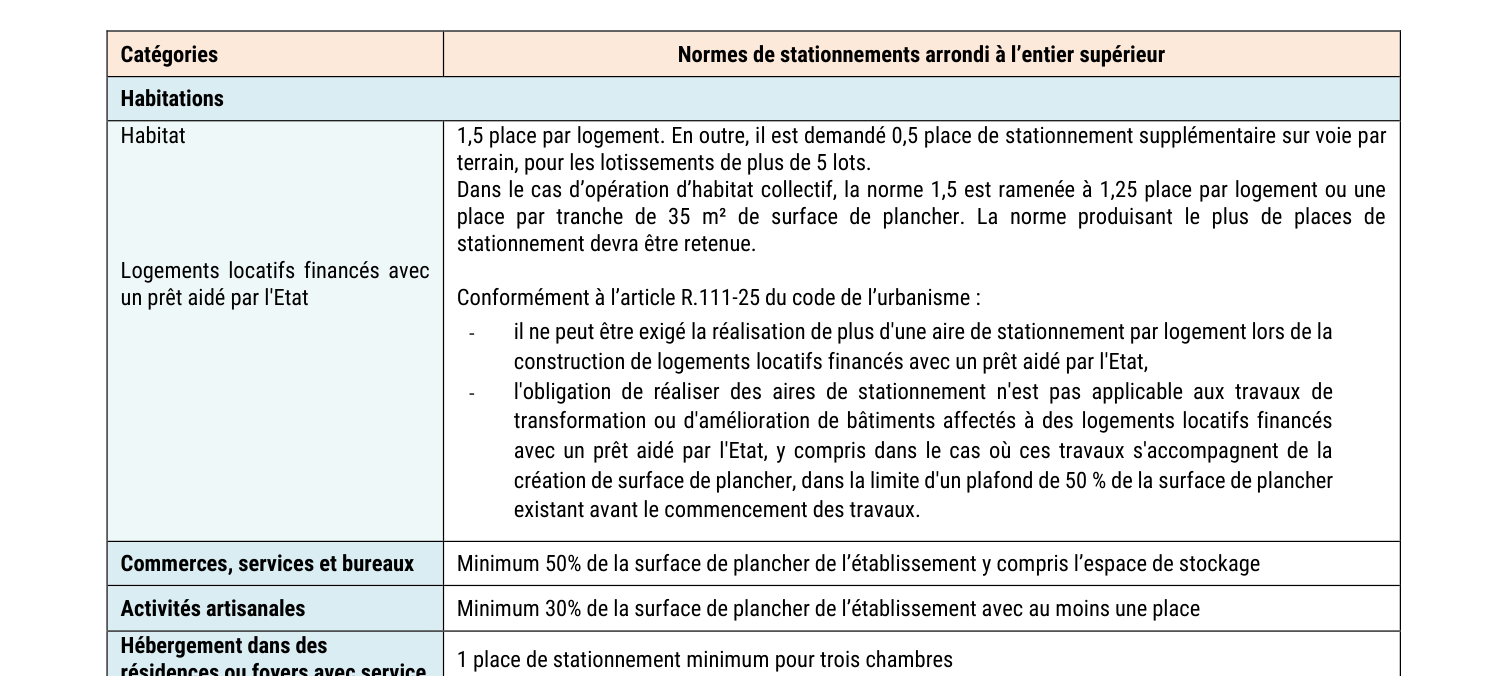 Catégories
Normes de stationnements arrondi à l’entier supérieur
Habitations
Habitat
1,5 place par logement. En outre, il est demandé 0,5 place de stationnement supplémentaire sur voie par
terrain, pour les lotissements de plus de 5 lots.
Dans le cas d’opération d’habitat collectif, la norme 1,5 est ramenée à 1,25 place par logement ou une
place par tranche de 35 m² de surface de plancher. La norme produisant le plus de places de
stationnement devra être retenue.
Logements locatifs financés avec
un prêt aidé par l'Etat
Conformément à l’article R.111-25 du code de l’urbanisme :
- il ne peut être exigé la réalisation de plus d'une aire de stationnement par logement lors de la
construction de logements locatifs financés avec un prêt aidé par l'Etat,
- l'obligation de réaliser des aires de stationnement n'est pas applicable aux travaux de
transformation ou d'amélioration de bâtiments affectés à des logements locatifs financés
avec un prêt aidé par l'Etat, y compris dans le cas où ces travaux s'accompagnent de la
création de surface de plancher, dans la limite d'un plafond de 50 % de la surface de plancher
existant avant le commencement des travaux.
Commerces, services et bureaux
Minimum 50% de la surface de plancher de l’établissement y compris l’espace de stockage
Activités artisanales
Minimum 30% de la surface de plancher de l’établissement avec au moins une place
Hébergement dans des
résidences ou foyers avec service
1 place de stationnement minimum pour trois chambres